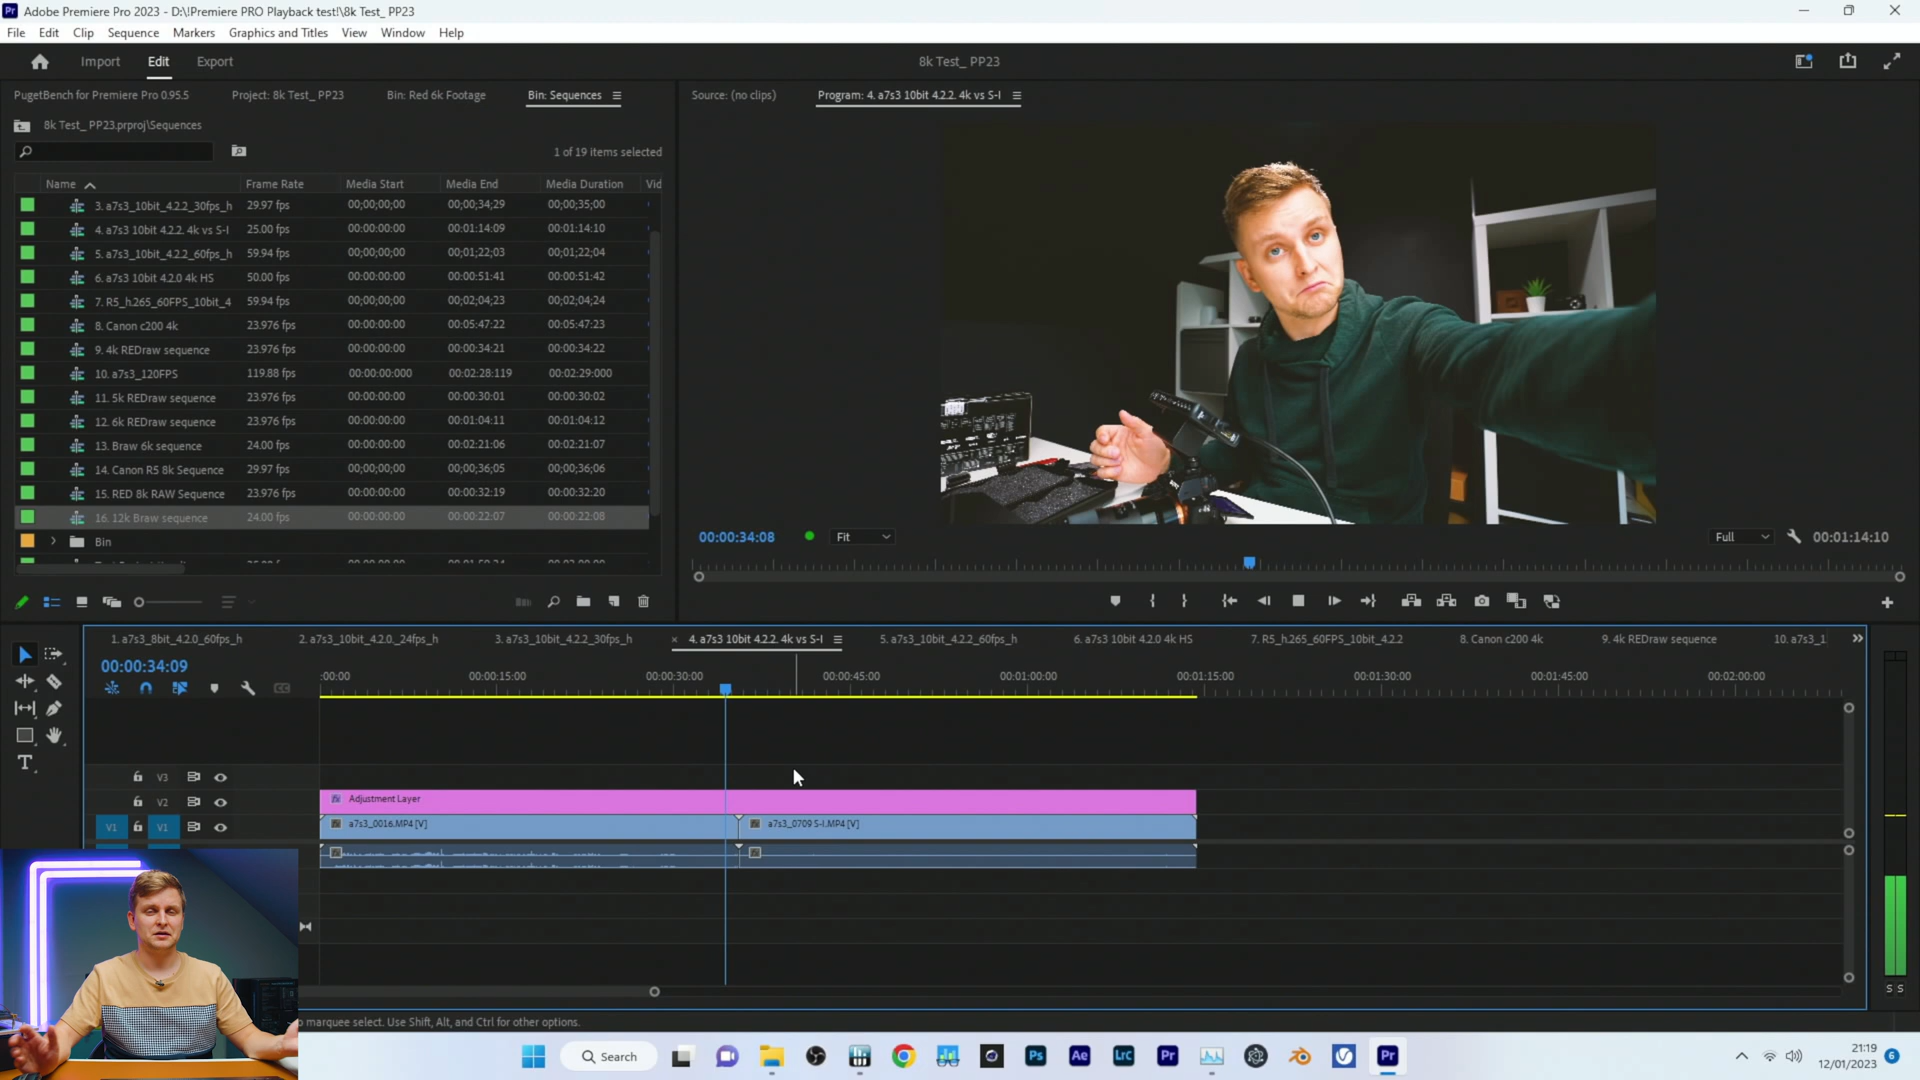 Adobe Premiere Pro 2023 - D:\!Premiere PRO Playback test!\8k Test_ PP23
File Edit Clip Sequence Markers Graphics and Titles View Window Help
Import Edit Export
8k Test_ PP23
PugetBench for Premiere Pro 0.95.5 Project: 8k Test_ PP23 Bin: Red 6k Footage Bin: Sequences
Source: (no clips) Program: 4. a7s3 10bit 4.2.2. 4k vs S-I
8k Test_ PP23.prproj\Sequences
1 of 19 items selected
Name Frame Rate Media Start Media End Media Duration Vid
3. a7s3_10bit_4.2.2_30fps_h 29.97 fps 00;00;00;00 00;00;34;29 00;00;35;00
4. a7s3 10bit 4.2.2. 4k vs S-I 25.00 fps 00:00:00:00 00:01:14:09 00:01:14:10
5. a7s3_10bit_4.2.2_60fps_h 59.94 fps 00;00;00;00 00;01;22;03 00;01;22;04
6. a7s3 10bit 4.2.0 4k HS 50.00 fps 00:00:00:00 00:00:51:41 00:00:51:42
7. R5_h.265_60FPS_10bit_4 59.94 fps 00;00;00;00 00;02;04;23 00;02;04;24
8. Canon c200 4k 23.976 fps 00:00:00:00 00:05:47:22 00:05:47:23
9. 4k REDraw sequence 23.976 fps 00:00:00:00 00:00:34:21 00:00:34:22
10. a7s3_120FPS 119.88 fps 00:00:00:000 00:02:28:119 00:02:29:000
11. 5k REDraw sequence 23.976 fps 00:00:00:00 00:00:30:01 00:00:30:02
12. 6k REDraw sequence 23.976 fps 00:00:00:00 00:01:04:11 00:01:04:12
13. Braw 6k sequence 24.00 fps 00:00:00:00 00:02:21:06 00:02:21:07
14. Canon R5 8k Sequence 29.97 fps 00;00;00;00 00;00;36;05 00;00;36;06
15. RED 8k RAW Sequence 23.976 fps 00:00:00:00 00:00:32:19 00:00:32:20
16. 12k Braw sequence 24.00 fps 00:00:00:00 00:00:22:07 00:00:22:08
Bin
00:00:34:08 Fit Full 00:01:14:10
1. a7s3_8bit_4.2.0_60fps_h 2. a7s3_10bit_4.2.0._24fps_h 3. a7s3_10bit_4.2.2_30fps_h × 4. a7s3 10bit 4.2.2. 4k vs S-I 5. a7s3_10bit_4.2.2_60fps_h 6. a7s3 10bit 4.2.0 4k HS 7. R5_h.265_60FPS_10bit_4.2.2 8. Canon c200 4k 9. 4k REDraw sequence 10. a7s3_1
00:00:34:09
:00:00 00:00:15:00 00:00:30:00 00:00:45:00 00:01:00:00 00:01:15:00 00:01:30:00 00:01:45:00 00:02:00:00
V3
V2 Adjustment Layer
V1 V1 a7s3_0016.MP4 [V] a7s3_0709 S-I.MP4 [V]
S S
marquee select. Use Shift, Alt, and Ctrl for other options.
Search
Ps Ae LrC Pr Pr
21:19
12/01/2023
6